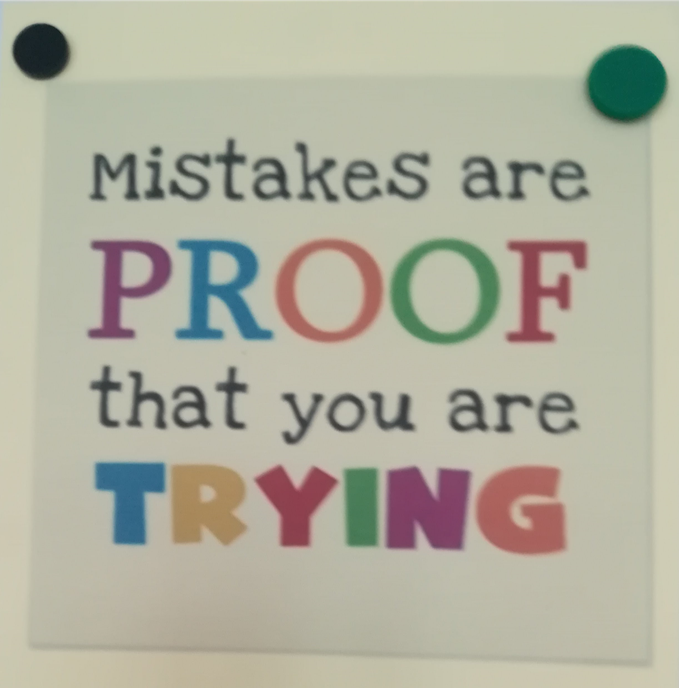 Mistakes are
PROOF
that you are
TRYING